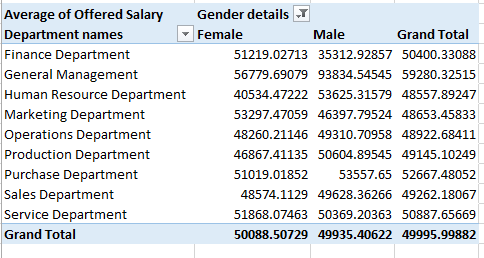 Average of Offered Salary Gender details
Department names Female Male Grand Total
Finance Department 51219.02713 35312.92857 50400.33088
General Management 56779.69079 93834.54545 59280.32515
Human Resource Department 40534.47222 53625.31579 48557.89247
Marketing Department 53297.47059 46397.79524 48653.45833
Operations Department 48260.21146 49310.70958 48922.68411
Production Department 46867.41135 50604.89545 49145.10249
Purchase Department 51019.01852 53557.65 52667.48052
Sales Department 48574.1129 49628.36266 49262.18067
Service Department 51868.07463 50369.20363 50887.65669
Grand Total 50088.50729 49935.40622 49995.99882